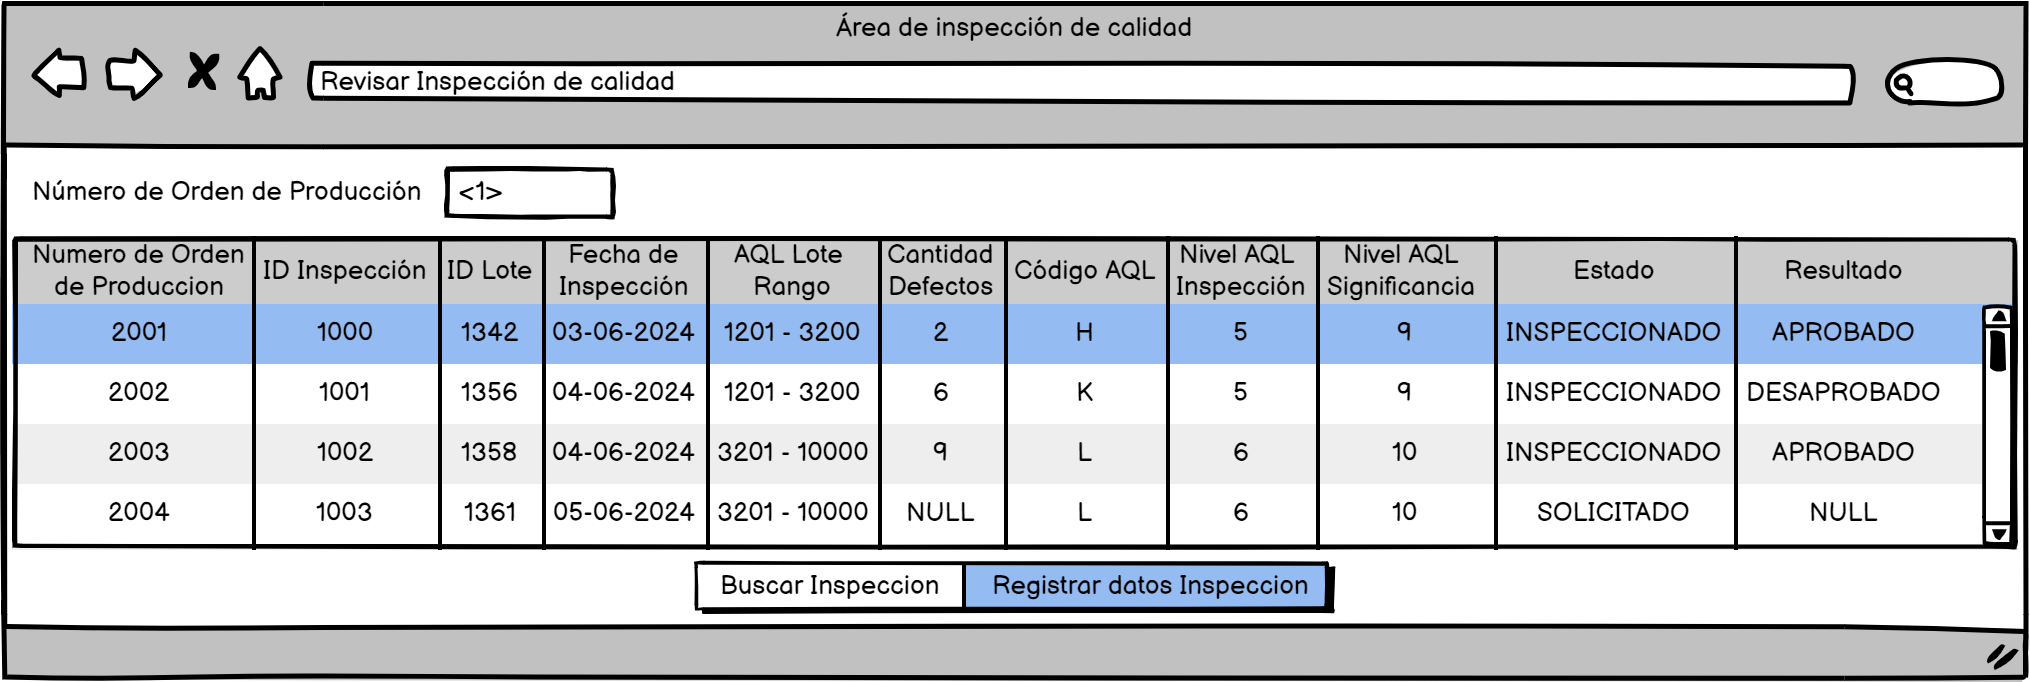 Área de inspección de calidad
Revisar Inspección de calidad
Número de Orden de Producción <1>
Numero de Orden de Produccion ID Inspección ID Lote Fecha de Inspección AQL Lote Rango Cantidad Defectos Código AQL Nivel AQL Inspección Nivel AQL Significancia Estado Resultado
2001 1000 1342 03-06-2024 1201 - 3200 2 H 5 9 INSPECCIONADO APROBADO
2002 1001 1356 04-06-2024 1201 - 3200 6 K 5 9 INSPECCIONADO DESAPROBADO
2003 1002 1358 04-06-2024 3201 - 10000 9 L 6 10 INSPECCIONADO APROBADO
2004 1003 1361 05-06-2024 3201 - 10000 NULL L 6 10 SOLICITADO NULL
Buscar Inspeccion Registrar datos Inspeccion